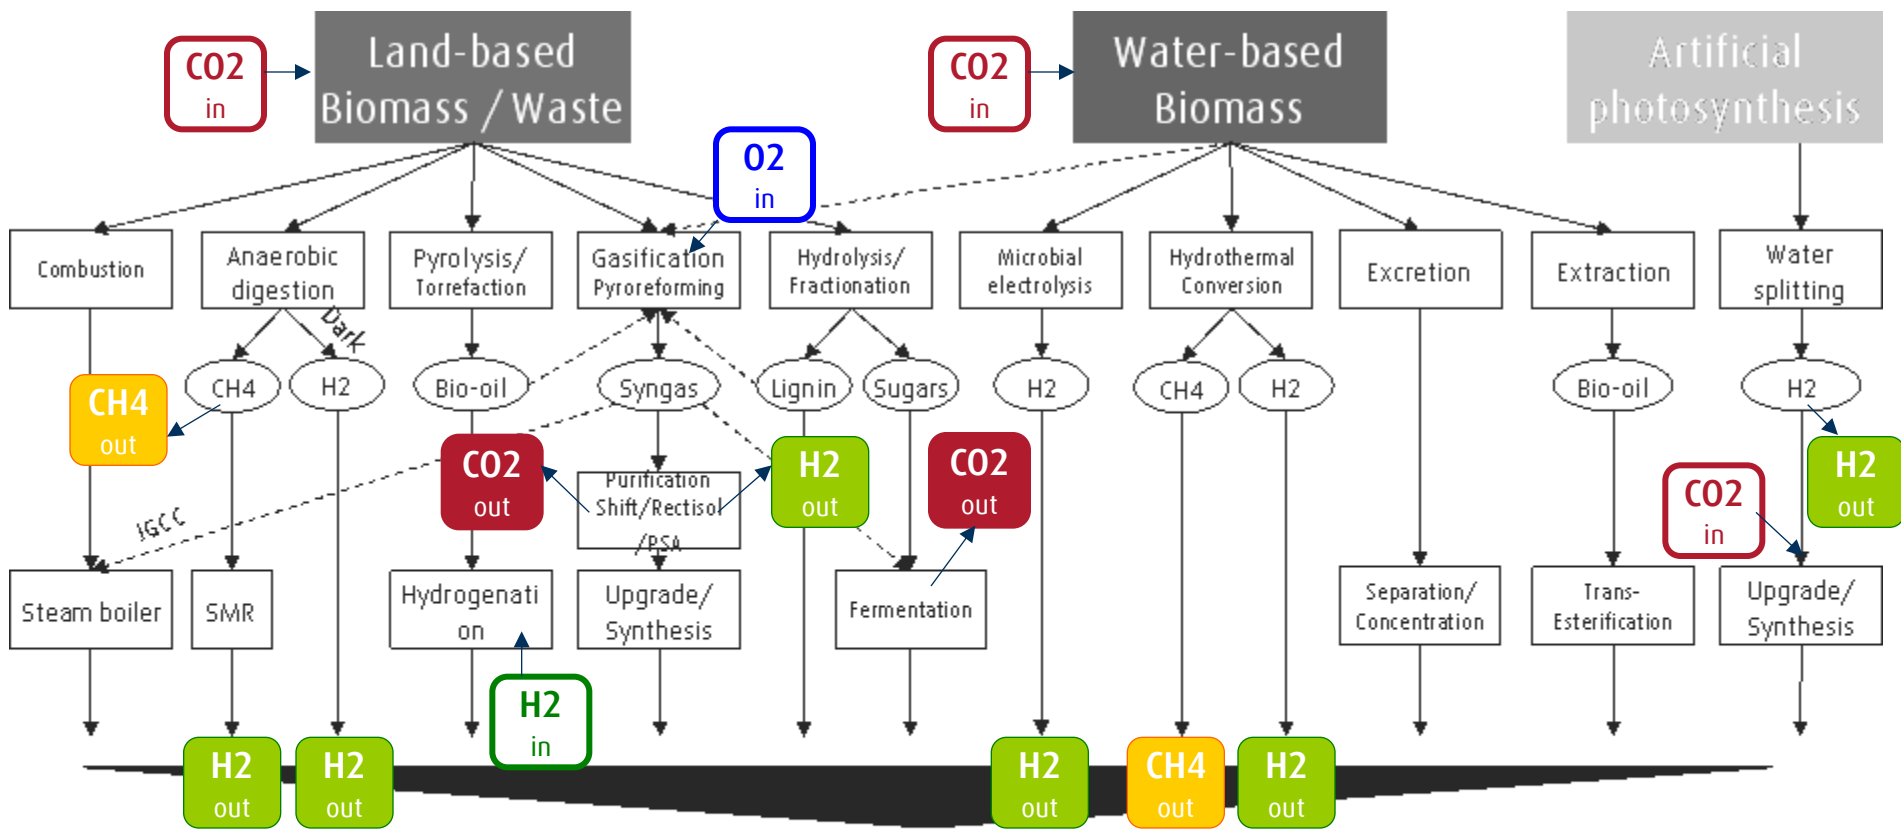 CO2
in
Land-based
Biomass / Waste
CO2
in
Water-based
Biomass
Artificial
photosynthesis
O2
in
Combustion
Anaerobic
digestion
Pyrolysis/
Torrefaction
Gasification
Pyroreforming
Hydrolysis/
Fractionation
Microbial
electrolysis
Hydrothermal
Conversion
Excretion
Extraction
Water
splitting
Dark
CH4
H2
Bio-oil
Syngas
Lignin
Sugars
H2
CH4
H2
Bio-oil
H2
CH4
out
CO2
out
Purification
Shift/Rectisol
/PSA
H2
out
CO2
out
CO2
in
H2
out
IGCC
Steam boiler
SMR
Hydrogenati
on
Upgrade/
Synthesis
Fermentation
Separation/
Concentration
Trans-
Esterification
Upgrade/
Synthesis
H2
in
H2
out
H2
out
H2
out
CH4
out
H2
out